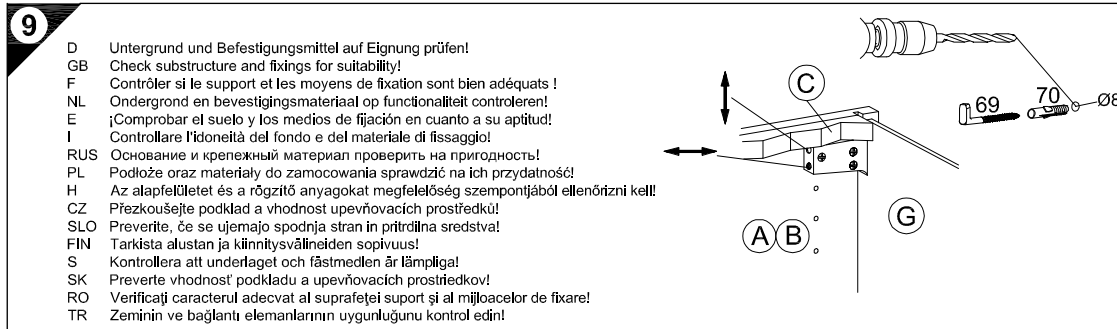 9
D Untergrund und Befestigungsmittel auf Eignung prüfen!
GB Check substructure and fixings for suitability!
F Contrôler si le support et les moyens de fixation sont bien adéquats !
NL Ondergrond en bevestigingsmateriaal op functionaliteit controleren!
E ¡Comprobar el suelo y los medios de fijación en cuanto a su aptitud!
I Controllare l'idoneità del fondo e del materiale di fissaggio!
RUS Основание и крепежный материал проверить на пригодность!
PL Podłoże oraz materiały do zamocowania sprawdzić na ich przydatność!
H Az alapfelületet és a rögzítő anyagokat megfelelőség szempontjából ellenőrizni kell!
CZ Přezkoušejte podklad a vhodnost upevňovacích prostředků!
SLO Preverite, če se ujemajo spodnja stran in pritrdilna sredstva!
FIN Tarkista alustan ja kiinnitysvälineiden sopivuus!
S Kontrollera att underlaget och fästmedlen är lämpliga!
SK Preverte vhodnosť podkladu a upevňovacích prostriedkov!
RO Verificaţi caracterul adecvat al suprafeţei suport şi al mijloacelor de fixare!
TR Zeminin ve bağlantı elemanlarının uygunluğunu kontrol edin!
C
69
70
Ø8
A B
G